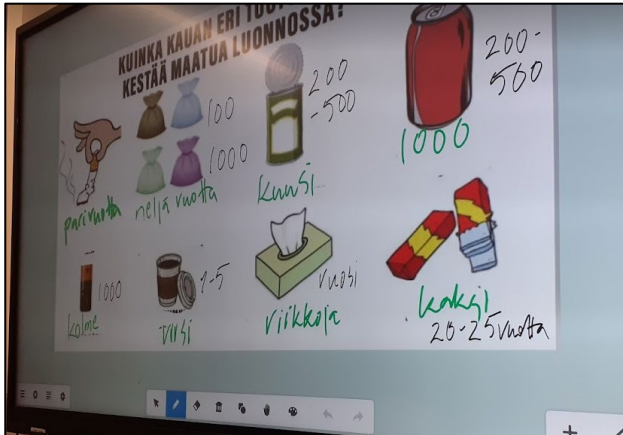 KUINKA KAUAN ERI
KESTÄÄ MAATUA LUONNOSSA?
100
1000
200
-500
200-
500
parivuotta
neljä vuotta
kuusi
1000
1000
1-5
vuosi
kolme
viisi
viikkoja
kaksi
20-25 vuotta